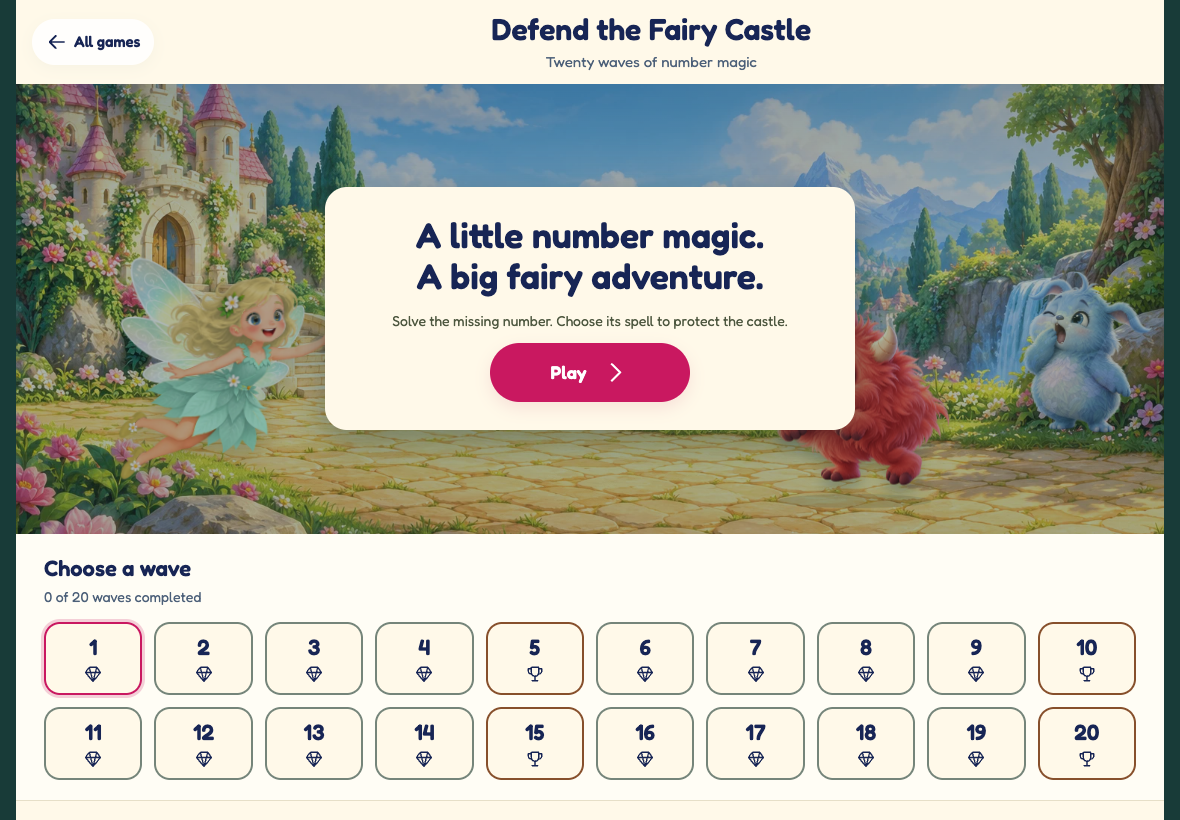 All games
Defend the Fairy Castle
Twenty waves of number magic
A little number magic.
A big fairy adventure.
Solve the missing number. Choose its spell to protect the castle.
Play
Choose a wave
0 of 20 waves completed
1 2 3 4 5 6 7 8 9 10
11 12 13 14 15 16 17 18 19 20